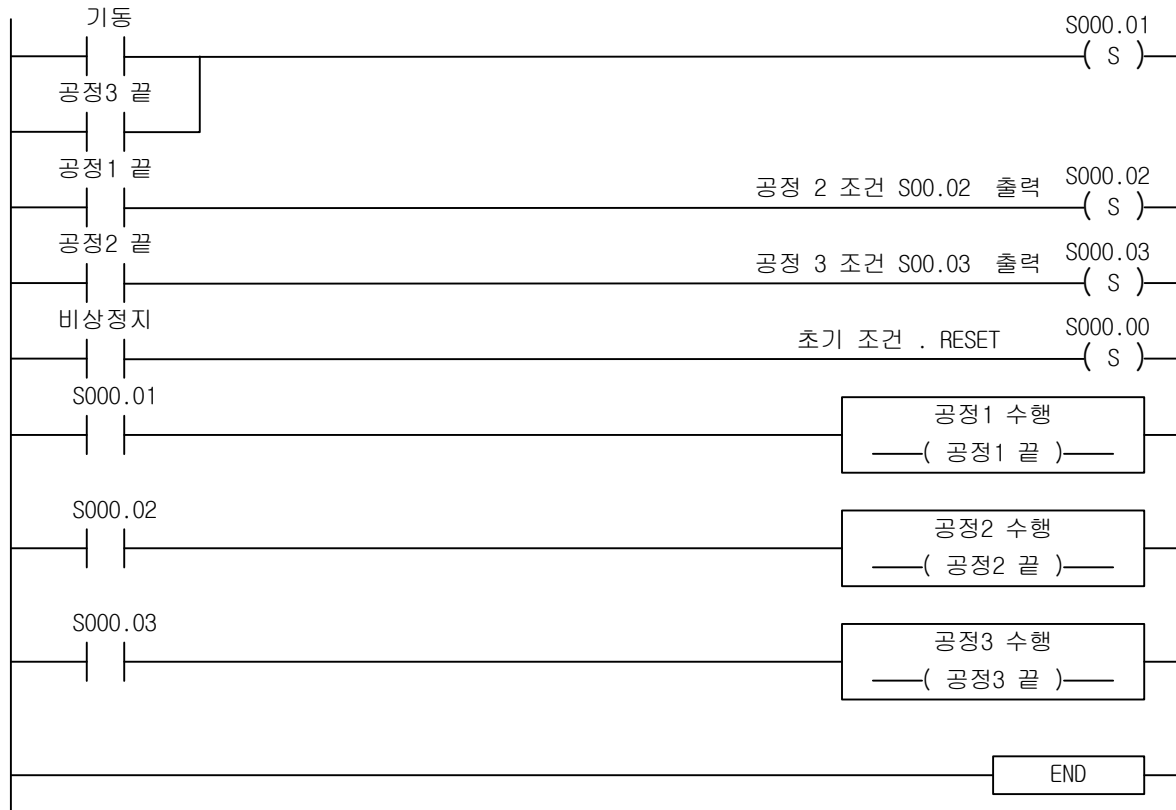 기동
S000.01
( S )
공정3 끝
공정1 끝
공정 2 조건 S00.02 출력
S000.02
( S )
공정2 끝
공정 3 조건 S00.03 출력
S000.03
( S )
비상정지
초기 조건 . RESET
S000.00
( S )
S000.01
공정1 수행
( 공정1 끝 )
S000.02
공정2 수행
( 공정2 끝 )
S000.03
공정3 수행
( 공정3 끝 )
END